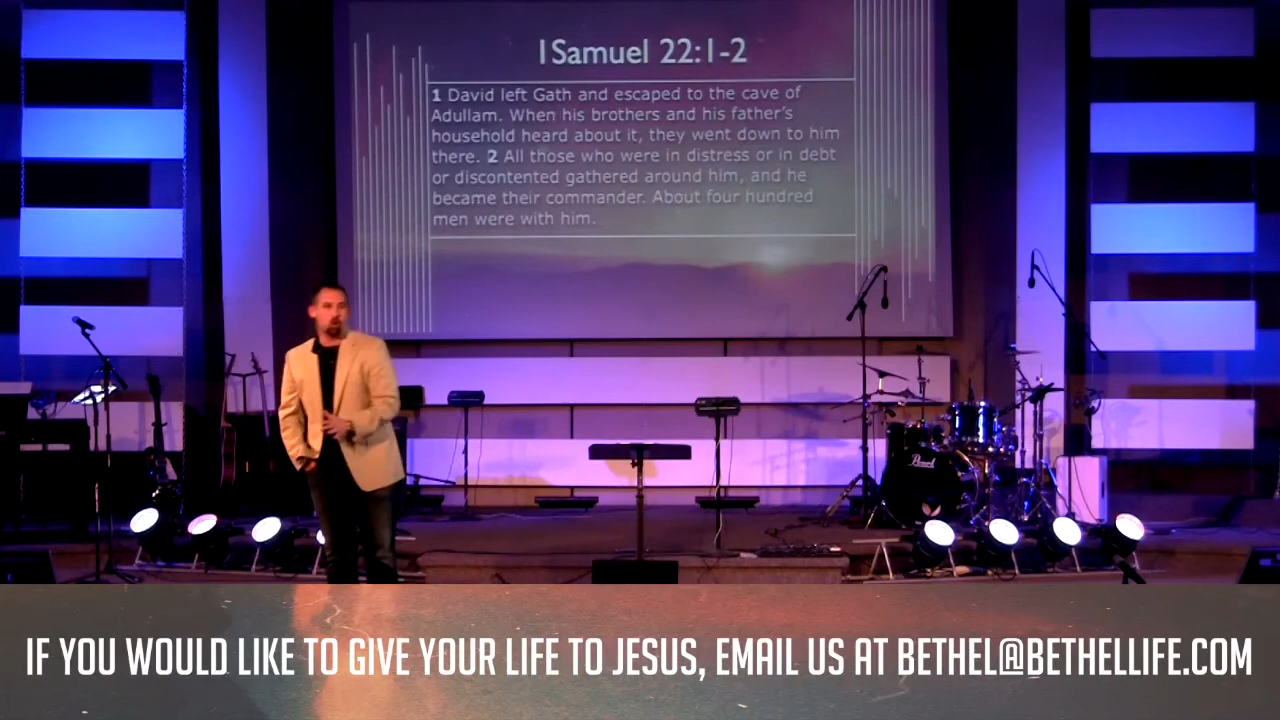 1Samuel 22:1-2
1 David left Gath and escaped to the cave of
Adullam. When his brothers and his father's
household heard about it, they went down to him
there. 2 All those who were in distress or in debt
or discontented gathered around him, and he
became their commander. About four hundred
men were with him.
Pearl
IF YOU WOULD LIKE TO GIVE YOUR LIFE TO JESUS, EMAIL US AT BETHEL@BETHELLIFE.COM